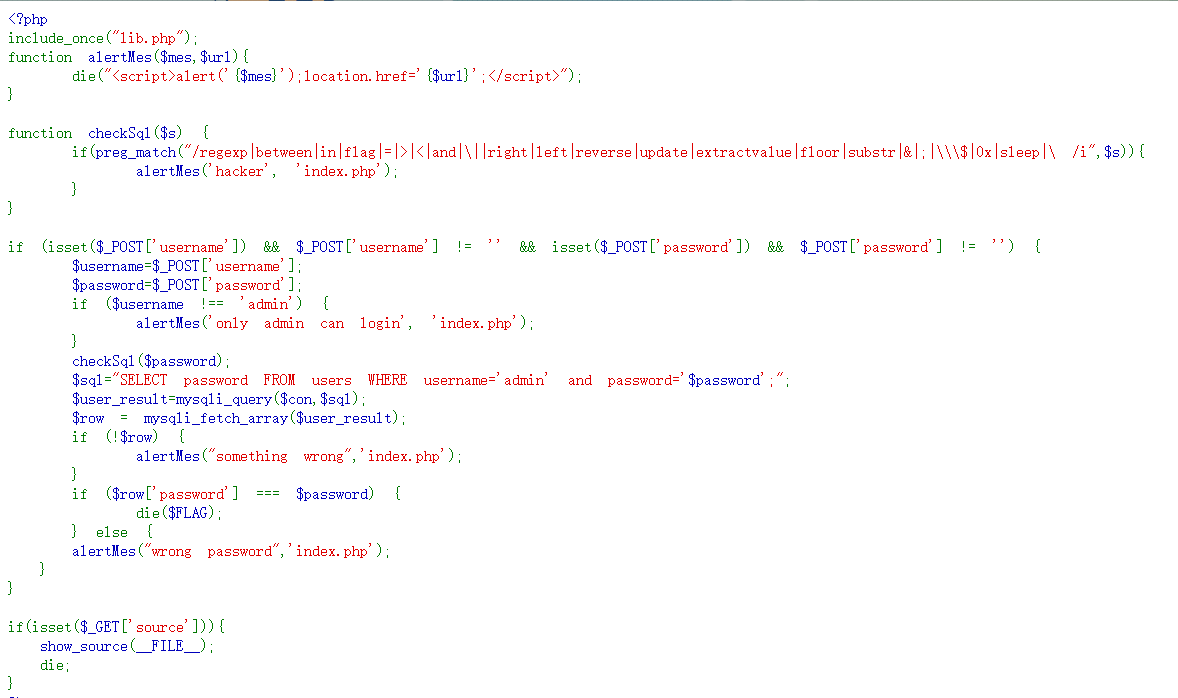 <?php
include_once("lib.php");
function alertMes($mes,$url){
die("<script>alert('{$mes}');location.href='{$url}';</script>");
}
function checkSql($s) {
if(preg_match("/regexp|between|in|flag|=|>|<|and|\||right|left|reverse|update|extractvalue|floor|substr|&|;|\\\$|0x|sleep|\ /i",$s)){
alertMes('hacker', 'index.php');
}
}
if (isset($_POST['username']) && $_POST['username'] != '' && isset($_POST['password']) && $_POST['password'] != '') {
$username=$_POST['username'];
$password=$_POST['password'];
if ($username !== 'admin') {
alertMes('only admin can login', 'index.php');
}
checkSql($password);
$sql="SELECT password FROM users WHERE username='admin' and password='$password';";
$user_result=mysqli_query($con,$sql);
$row = mysqli_fetch_array($user_result);
if (!$row) {
alertMes("something wrong",'index.php');
}
if ($row['password'] === $password) {
die($FLAG);
} else {
alertMes("wrong password",'index.php');
}
}
if(isset($_GET['source'])){
show_source(__FILE__);
die;
}